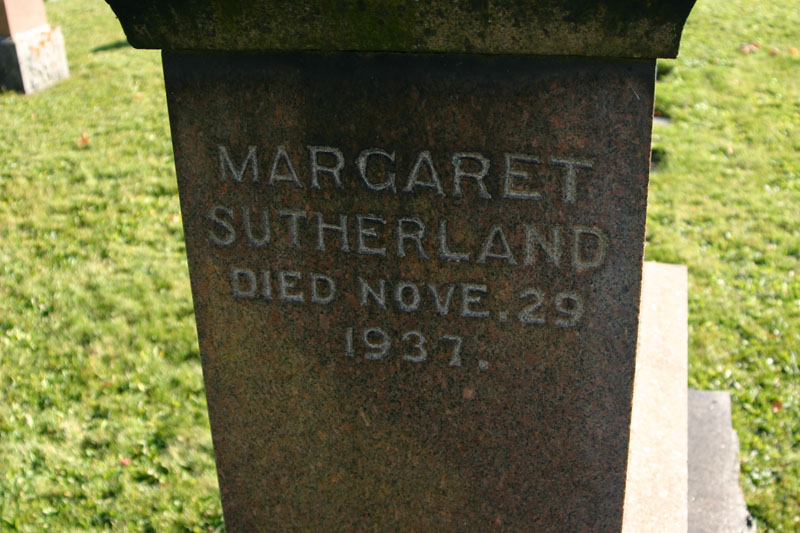 MARGARET
SUTHERLAND
DIED NOVE. 29
1937.